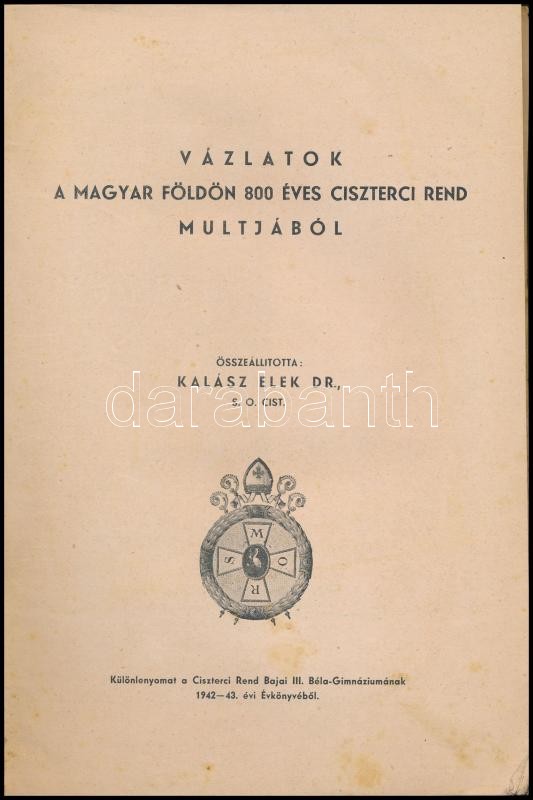 VÁZLATOK
A MAGYAR FÖLDÖN 800 ÉVES CISZTERCI REND
MULTJÁBÓL
ÖSSZEÁLLITOTTA:
KALÁSZ ELEK DR.,
S. O. CIST.
darabanth
M
S O
R
Különlenyomat a Ciszterci Rend Bajai III. Béla-Gimnáziumának
1942—43. évi Évkönyvéből.